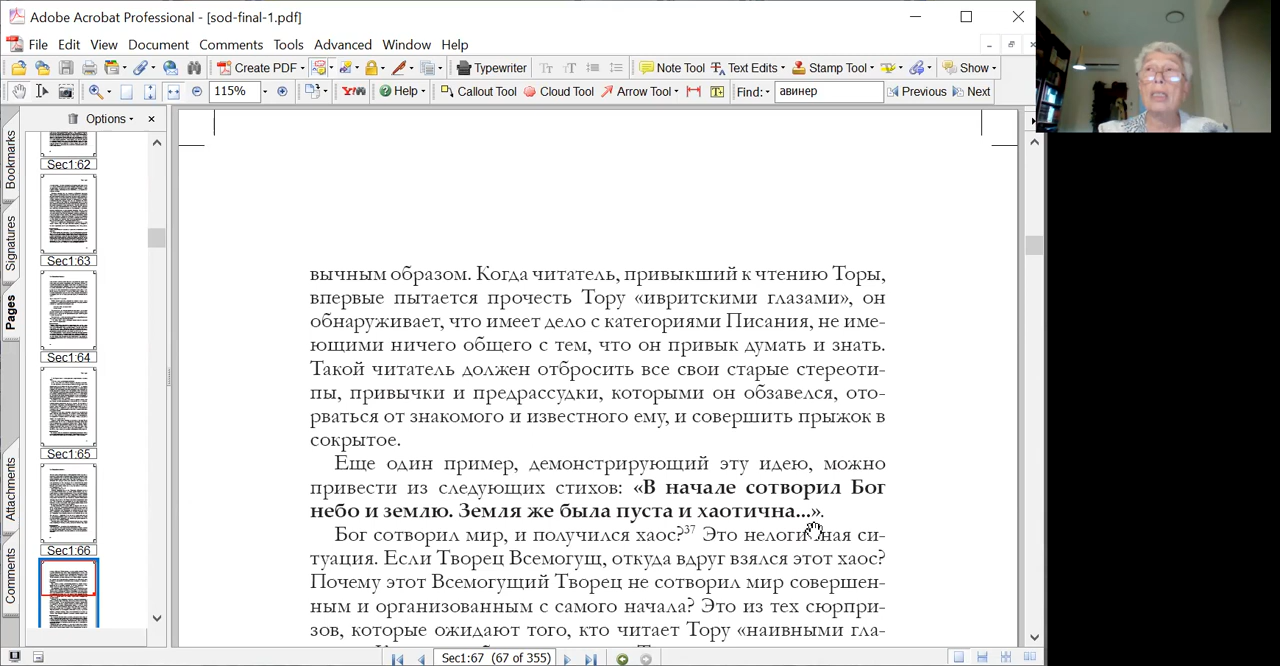 Adobe Acrobat Professional - [sod-final-1.pdf]
File Edit View Document Comments Tools Advanced Window Help
Create PDF Typewriter Note Tool Text Edits Stamp Tool Show
115% Help Callout Tool Cloud Tool Arrow Tool Find: авинер Previous Next
Options
Bookmarks
Signatures
Pages
Attachments
Comments
Sec1:62
Sec1:63
Sec1:64
Sec1:65
Sec1:66
вычным образом. Когда читатель, привыкший к чтению Торы,
впервые пытается прочесть Тору «ивритскими глазами», он
обнаруживает, что имеет дело с категориями Писания, не име-
ющими ничего общего с тем, что он привык думать и знать.
Такой читатель должен отбросить все свои старые стереоти-
пы, привычки и предрассудки, которыми он обзавелся, ото-
рваться от знакомого и известного ему, и совершить прыжок в
сокрытое.
Еще один пример, демонстрирующий эту идею, можно
привести из следующих стихов: «В начале сотворил Бог
небо и землю. Земля же была пуста и хаотична...».
Бог сотворил мир, и получился хаос?37 Это нелогичная си-
туация. Если Творец Всемогущ, откуда вдруг взялся этот хаос?
Почему этот Всемогущий Творец не сотворил мир совершен-
ным и организованным с самого начала? Это из тех сюрпри-
зов, которые ожидают того, кто читает Тору «наивными гла-
Sec1:67 (67 of 355)